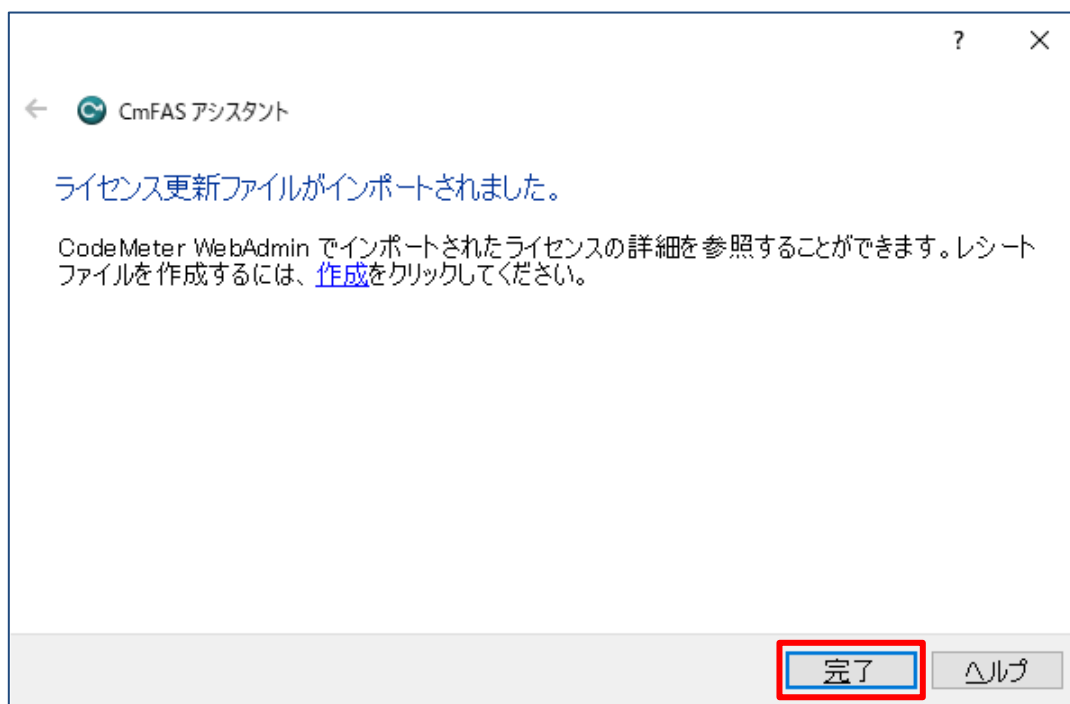 CmFAS アシスタント
ライセンス更新ファイルがインポートされました。
CodeMeter WebAdmin でインポートされたライセンスの詳細を参照することができます。レシート
ファイルを作成するには、作成をクリックしてください。
完了 ヘルプ